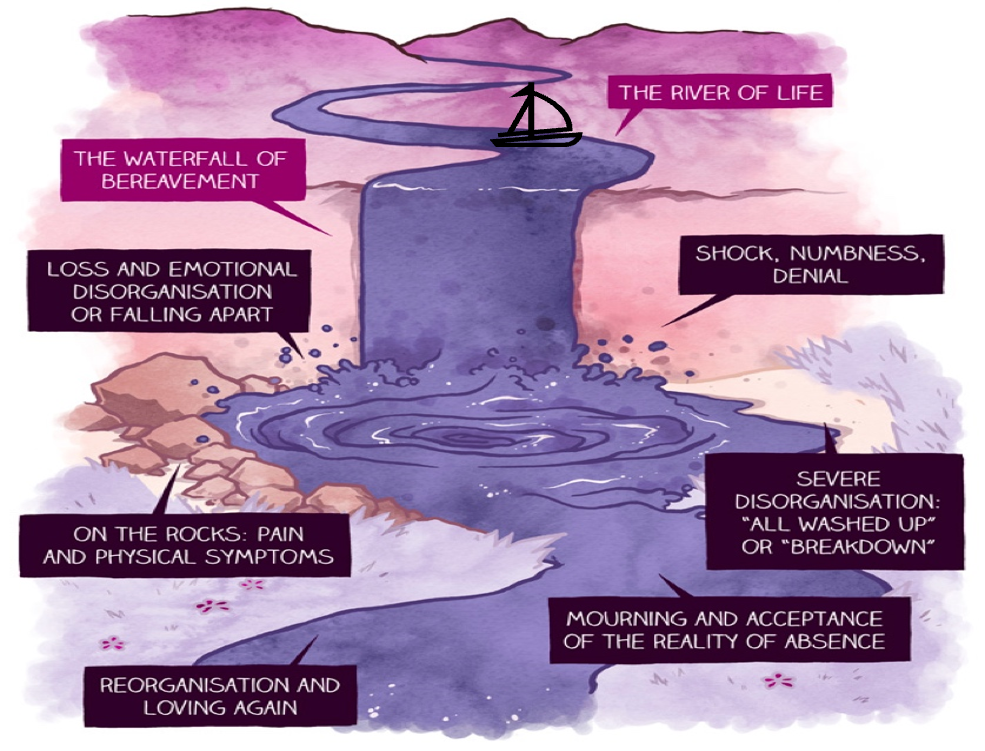 THE RIVER OF LIFE
THE WATERFALL OF
BEREAVEMENT
SHOCK, NUMBNESS,
DENIAL
LOSS AND EMOTIONAL
DISORGANISATION
OR FALLING APART
SEVERE
DISORGANISATION:
“ALL WASHED UP”
OR “BREAKDOWN”
ON THE ROCKS: PAIN
AND PHYSICAL SYMPTOMS
MOURNING AND ACCEPTANCE
OF THE REALITY OF ABSENCE
REORGANISATION AND
LOVING AGAIN